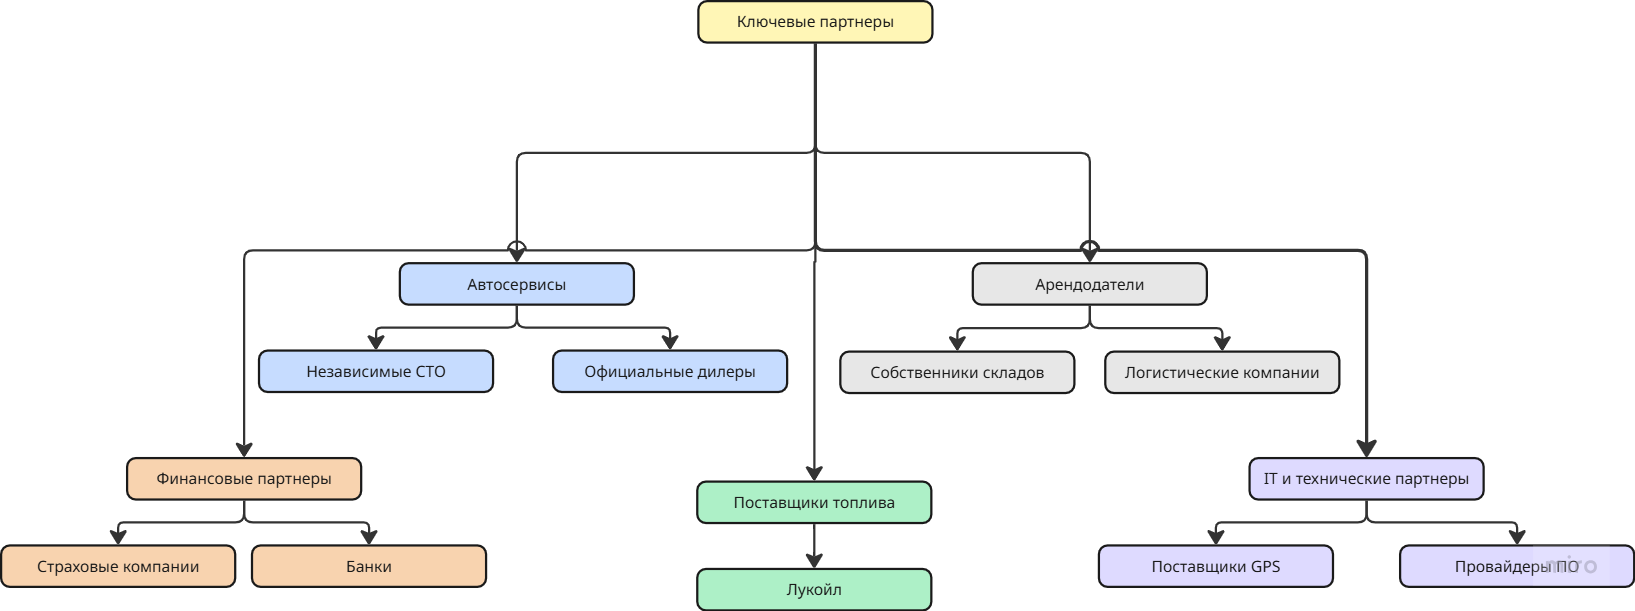 Ключевые партнеры
Автосервисы
Арендодатели
Независимые СТО
Официальные дилеры
Собственники складов
Логистические компании
Финансовые партнеры
Поставщики топлива
IT и технические партнеры
Страховые компании
Банки
Лукойл
Поставщики GPS
Провайдеры ПО
miro